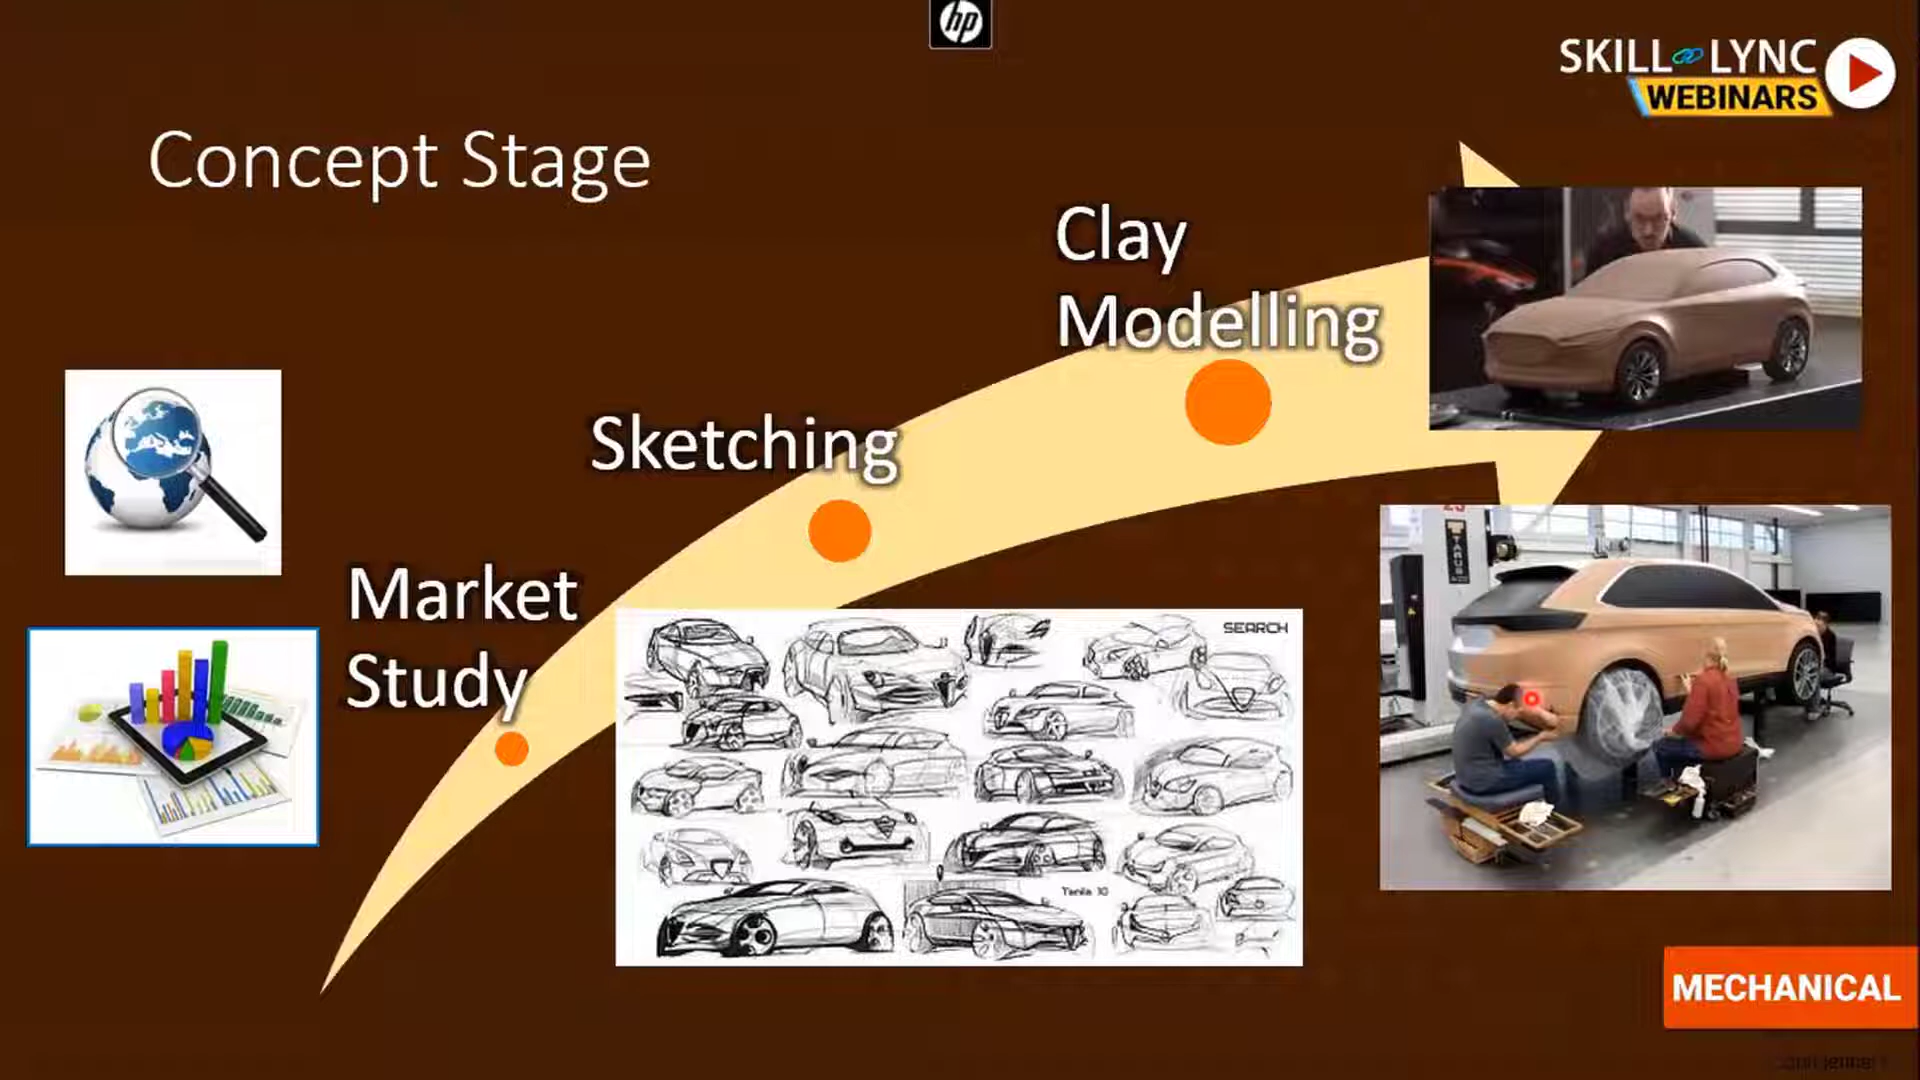 hp
SKILL LYNC
WEBINARS
Concept Stage
Clay
Modelling
Sketching
Market
Study
SEARCH
MECHANICAL